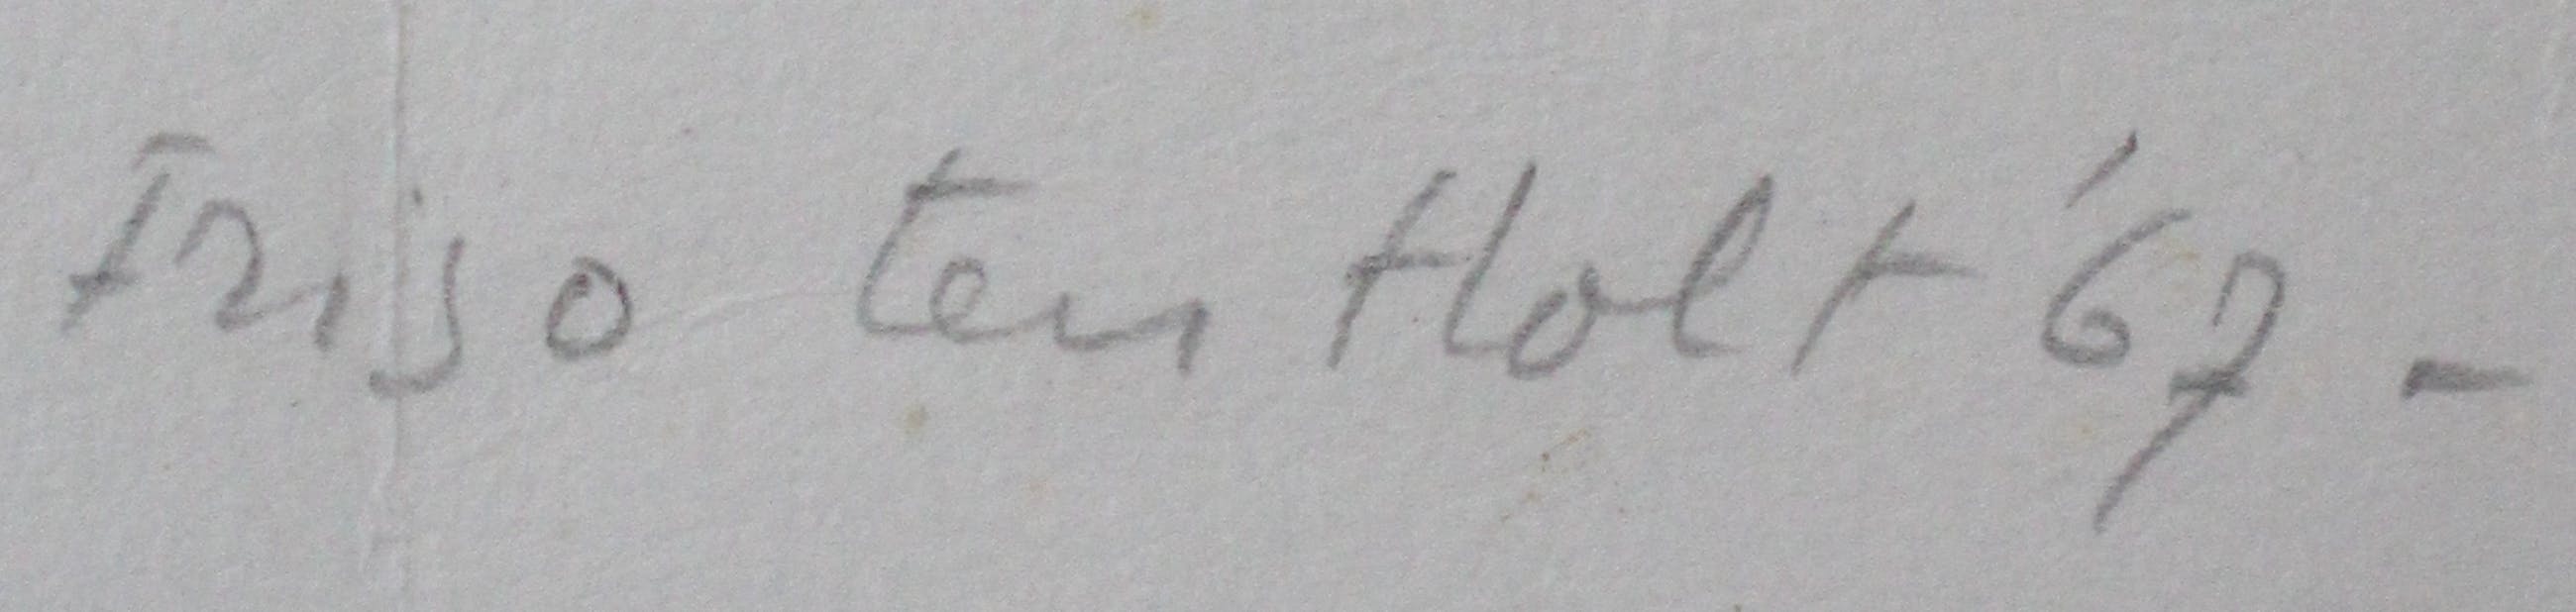 Friso ten Holt '67 -